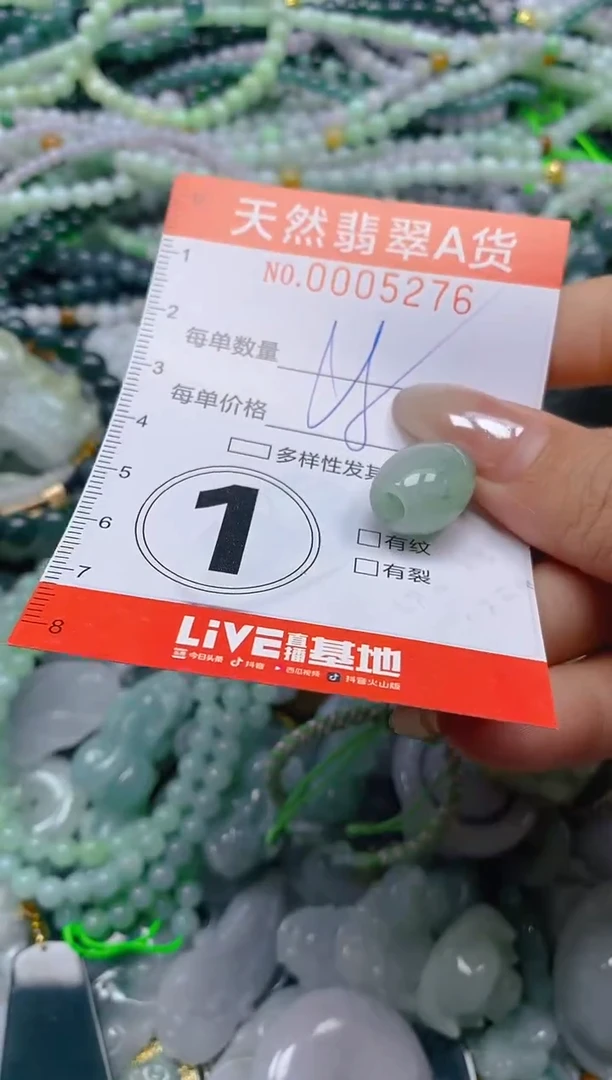 天然翡翠A货
NO.0005276
1
2
每单数量
3
每单价格
4
多样性发其
5
1
6
有纹
有裂
7
8
LiVE直播基地
今日头条 抖音 西瓜视频 抖音火山版